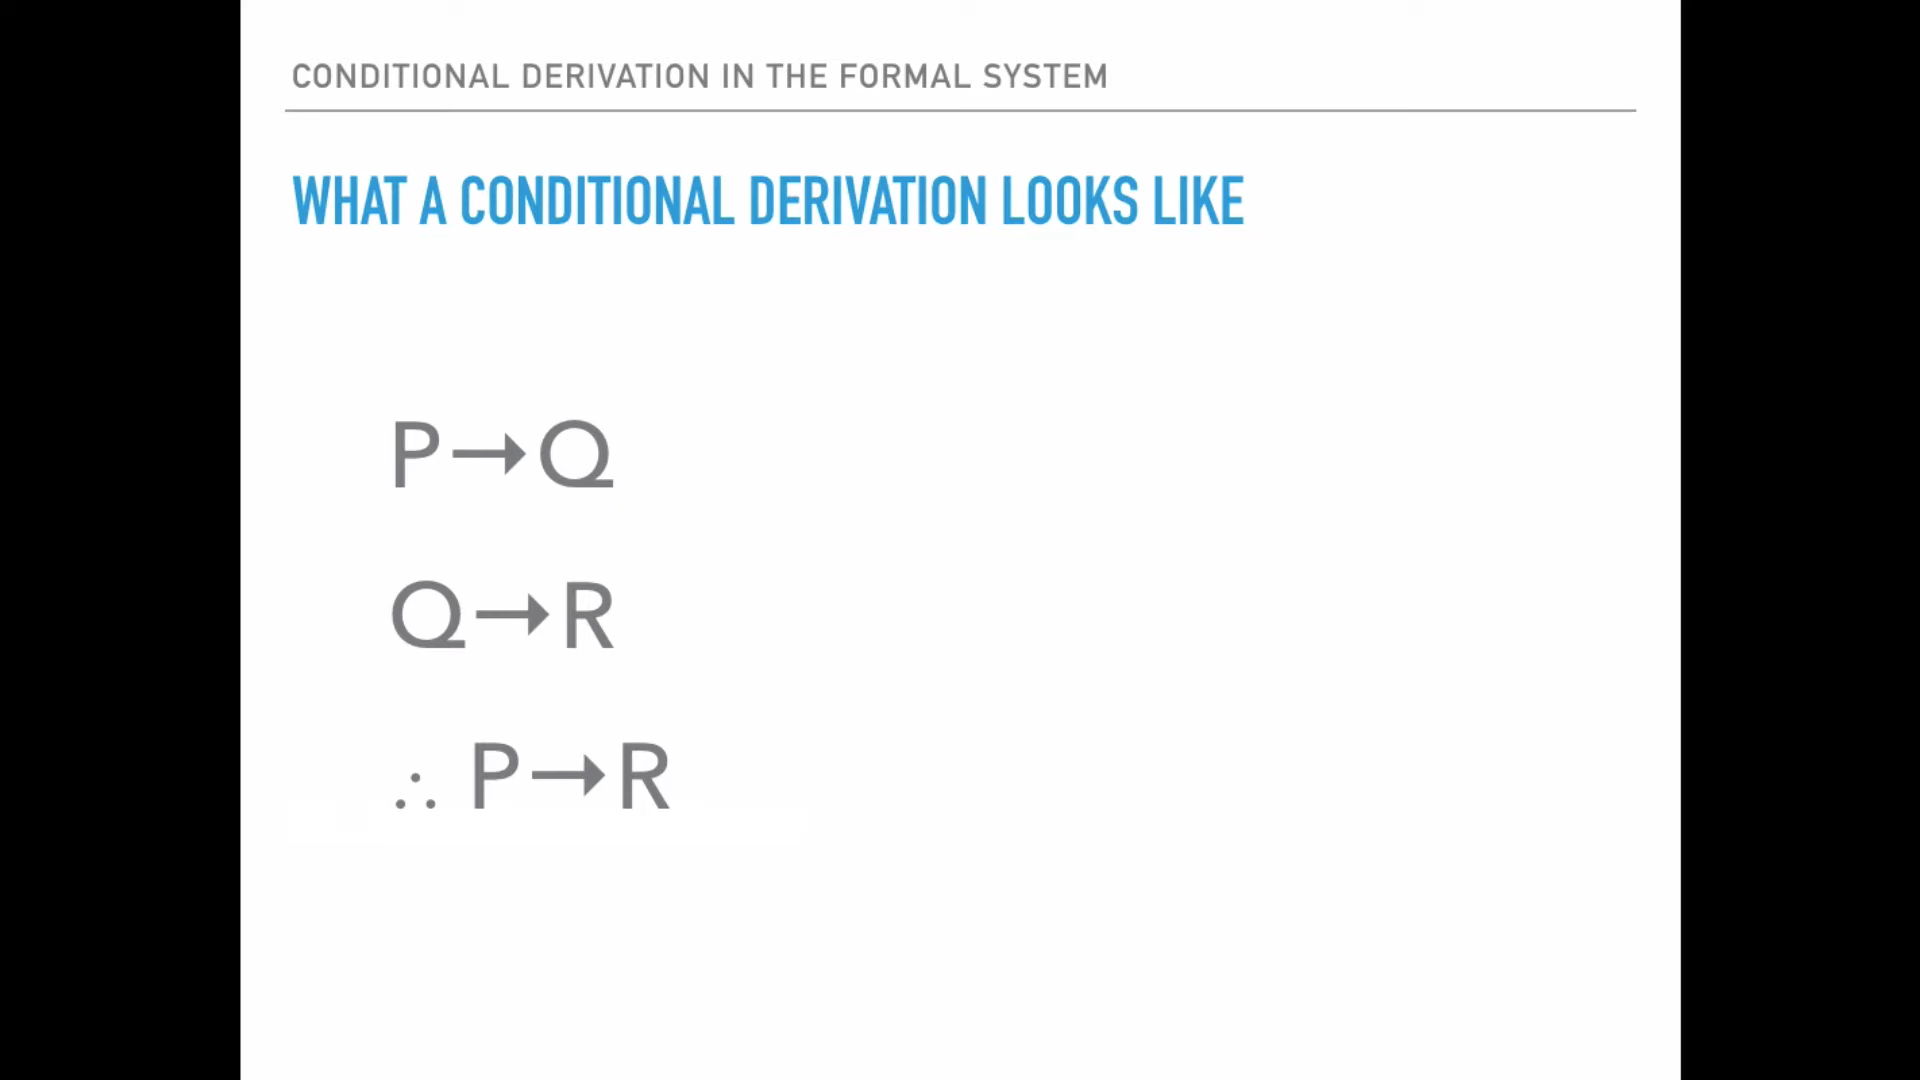 CONDITIONAL DERIVATION IN THE FORMAL SYSTEM
WHAT A CONDITIONAL DERIVATION LOOKS LIKE
P→Q
Q→R
∴ P→R